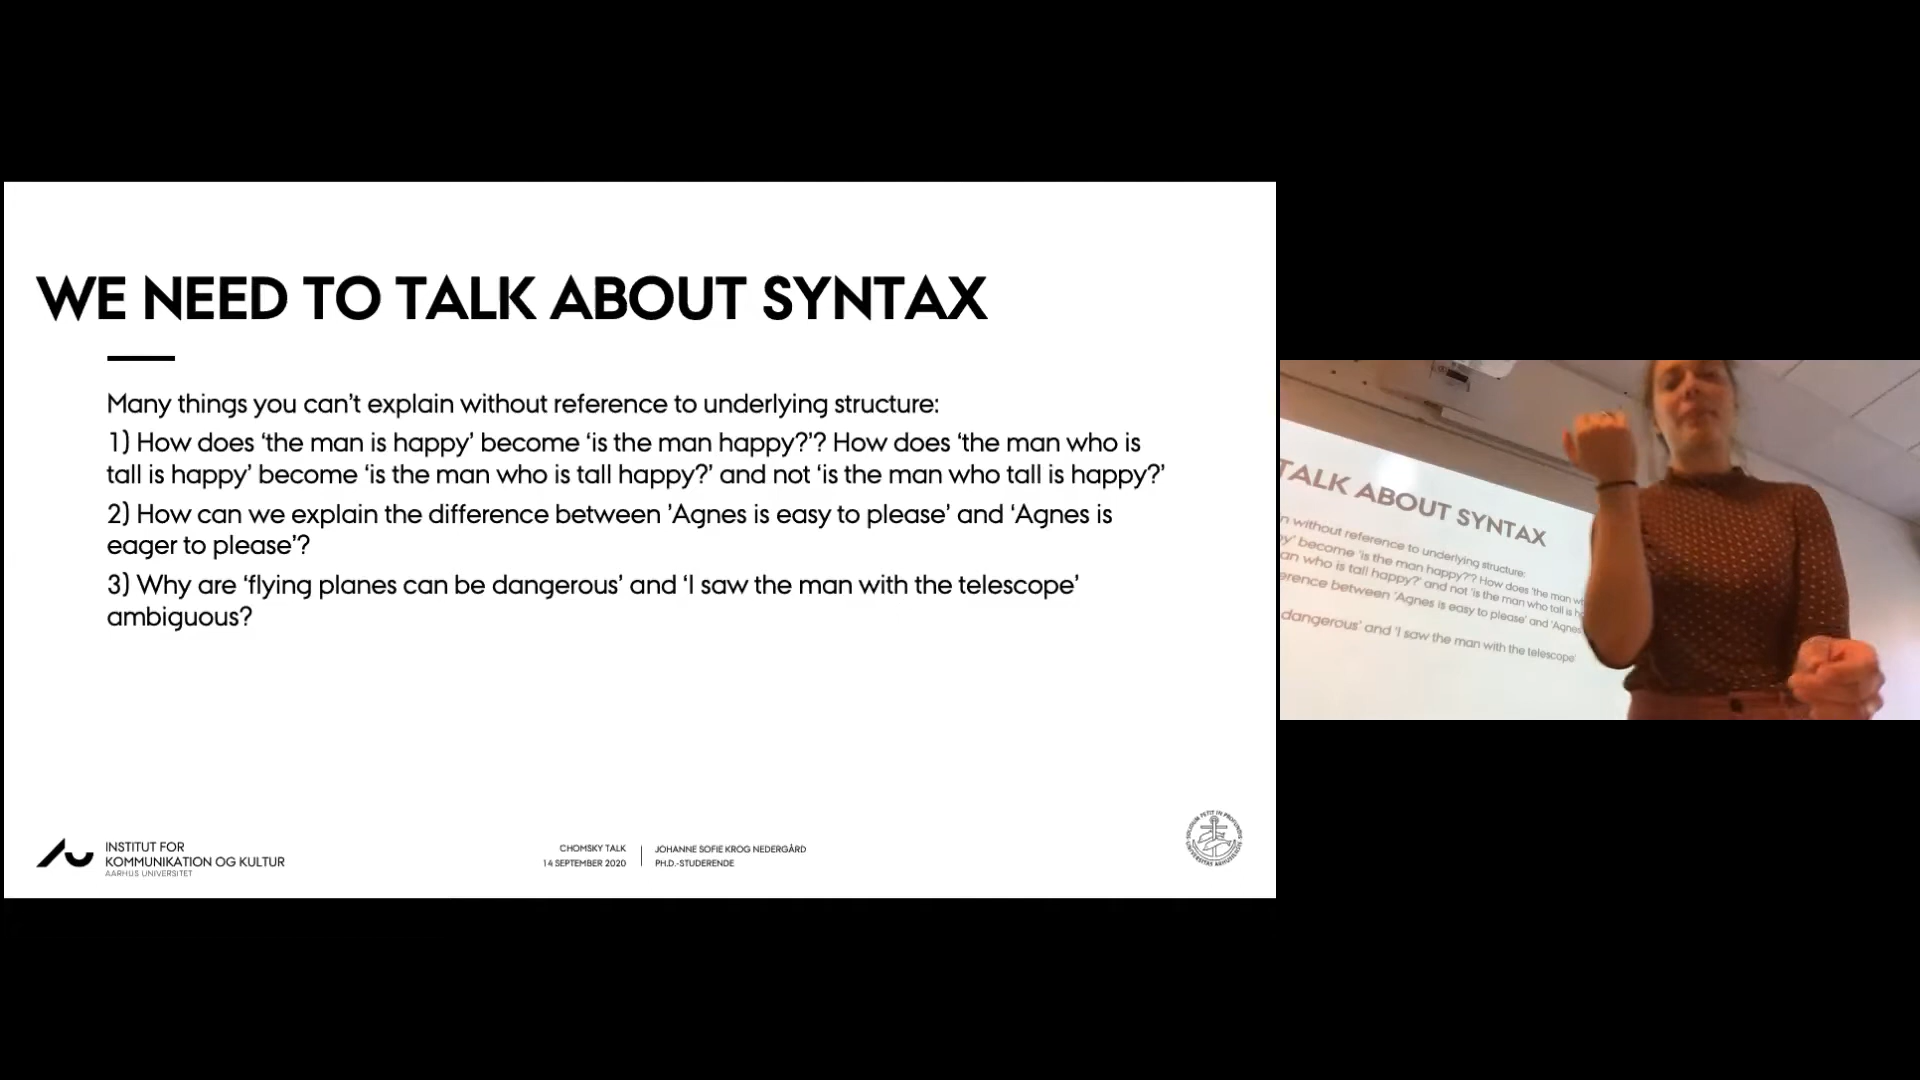 WE NEED TO TALK ABOUT SYNTAX
Many things you can’t explain without reference to underlying structure:
1) How does ‘the man is happy’ become ‘is the man happy?’? How does ‘the man who is
tall is happy’ become ‘is the man who is tall happy?’ and not ‘is the man who tall is happy?’
2) How can we explain the difference between ’Agnes is easy to please’ and ‘Agnes is
eager to please’?
3) Why are ‘flying planes can be dangerous’ and ‘I saw the man with the telescope’
ambiguous?
INSTITUT FOR
KOMMUNIKATION OG KULTUR
AARHUS UNIVERSITET
CHOMSKY TALK
14 SEPTEMBER 2020
JOHANNE SOFIE KROG NEDERGÅRD
PH.D.-STUDERENDE
TALK ABOUT SYNTAX
without reference to underlying structure:
become ‘is the man happy?’? How does ‘the man
who is tall happy?’ and not ‘is the man who tall is
between ‘Agnes is easy to please’ and ‘Agnes
dangerous’ and ‘I saw the man with the telescope’